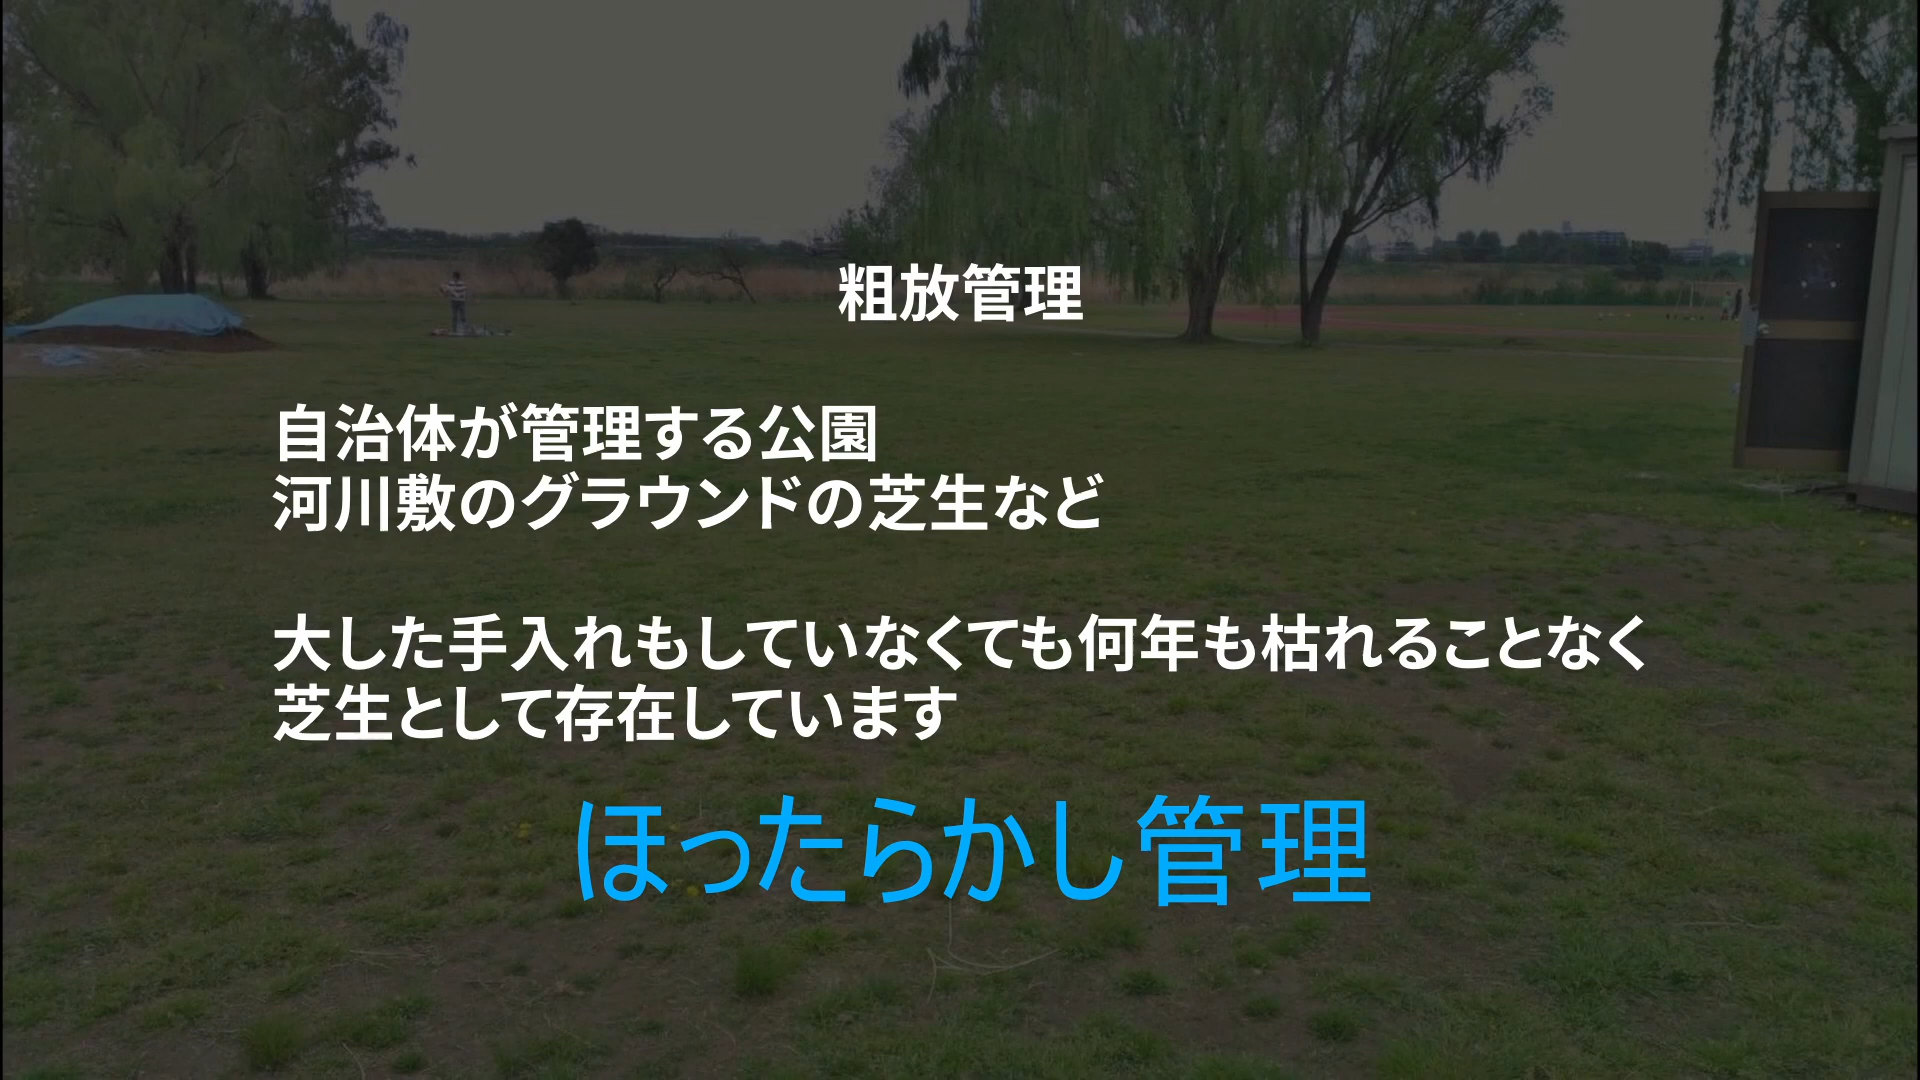 粗放管理
自治体が管理する公園
河川敷のグラウンドの芝生など
大した手入れもしていなくても何年も枯れることなく
芝生として存在しています
ほったらかし管理